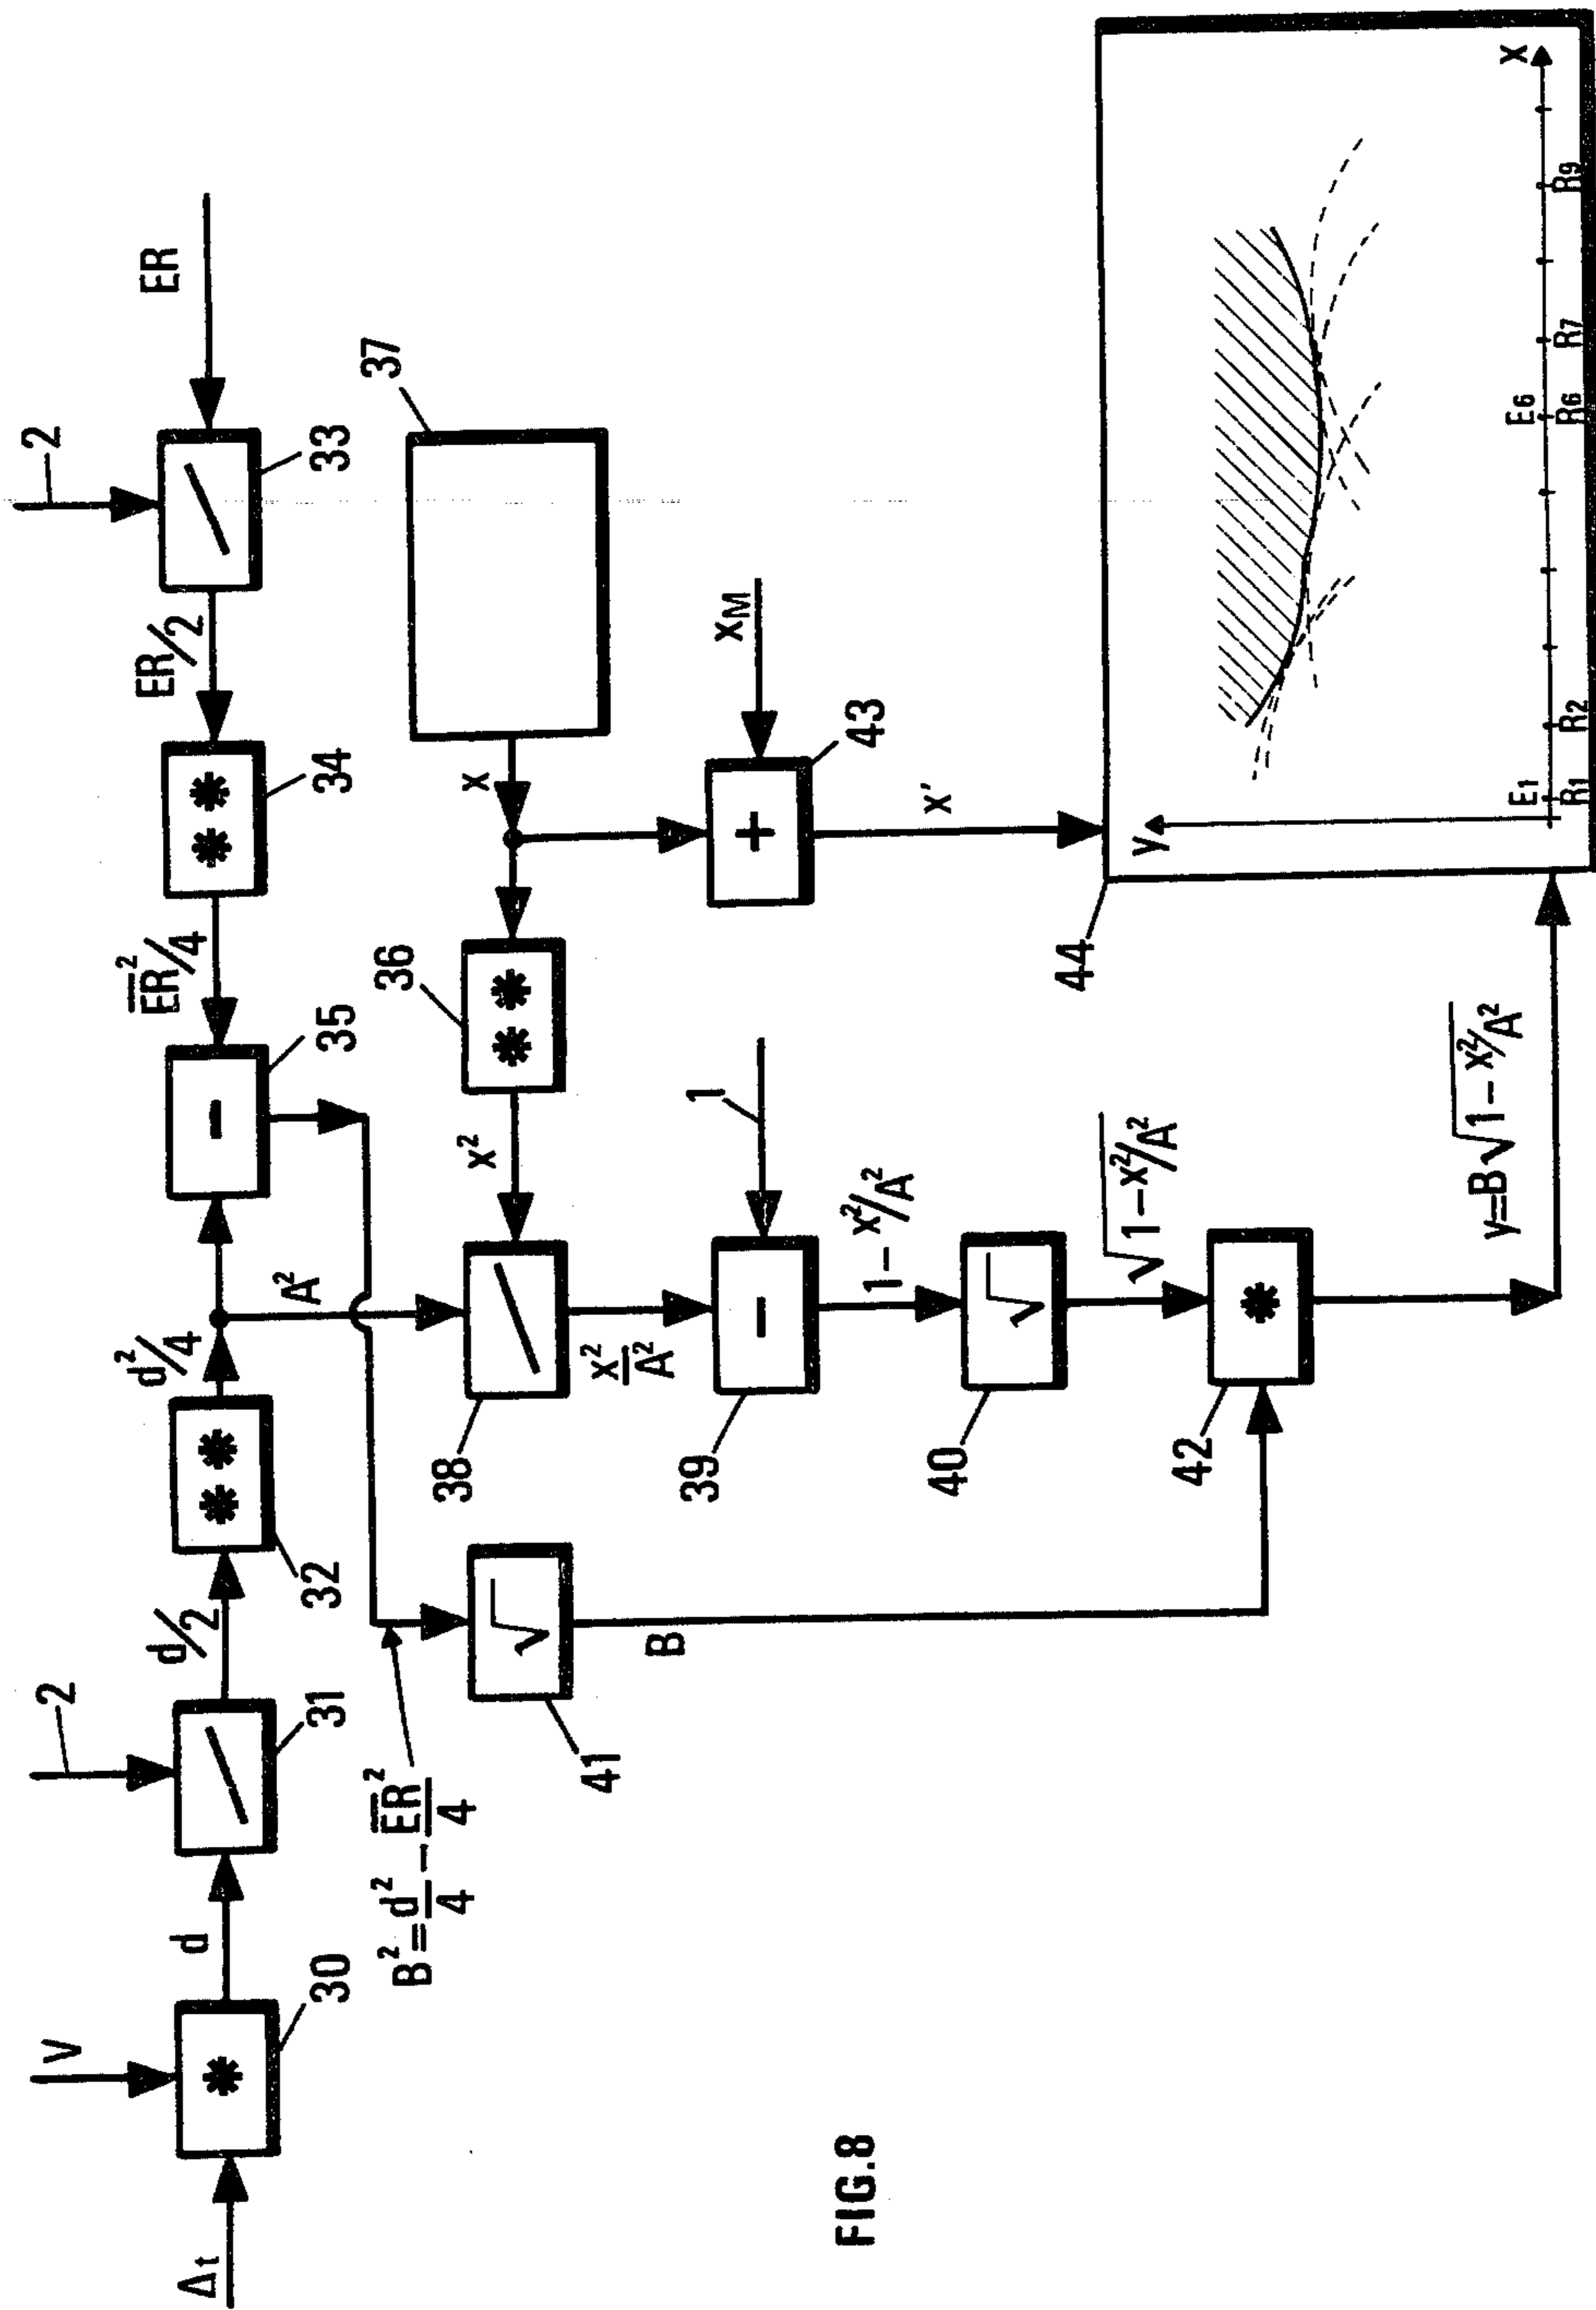 Δt
V
*
30
d
2
/
31
d/2
* *
32
d²/4
A²
-
35
E̅R̅²/4
* *
34
ER/2
2
/
33
ER
B² = d²/4 - E̅R̅²/4
√
41
B
37
x
* *
36
x²
/
38
x²/A²
1
-
39
1-x²/A²
√
40
√1-x²/A²
*
42
y=B√1-x²/A²
xM
+
43
x'
44
y
x
E1
E6
R1
R2
R6
R7
R9
FIG.8